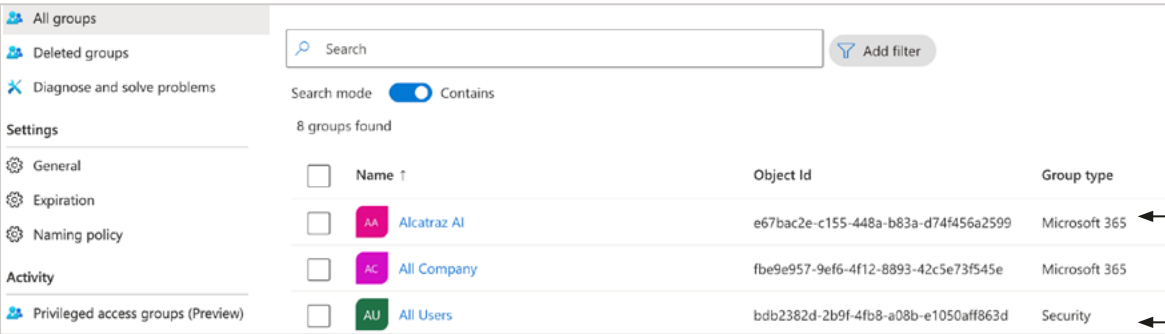 All groups
Deleted groups
Diagnose and solve problems
Settings
General
Expiration
Naming policy
Activity
Privileged access groups (Preview)
Search
Add filter
Search mode Contains
8 groups found
Name ↑ Object Id Group type
AA Alcatraz AI e67bac2e-c155-448a-b83a-d74f456a2599 Microsoft 365
AC All Company fbe9e957-9ef6-4f12-8893-42c5e73f545e Microsoft 365
AU All Users bdb2382d-2b9f-4fb8-a08b-e1050aff863d Security